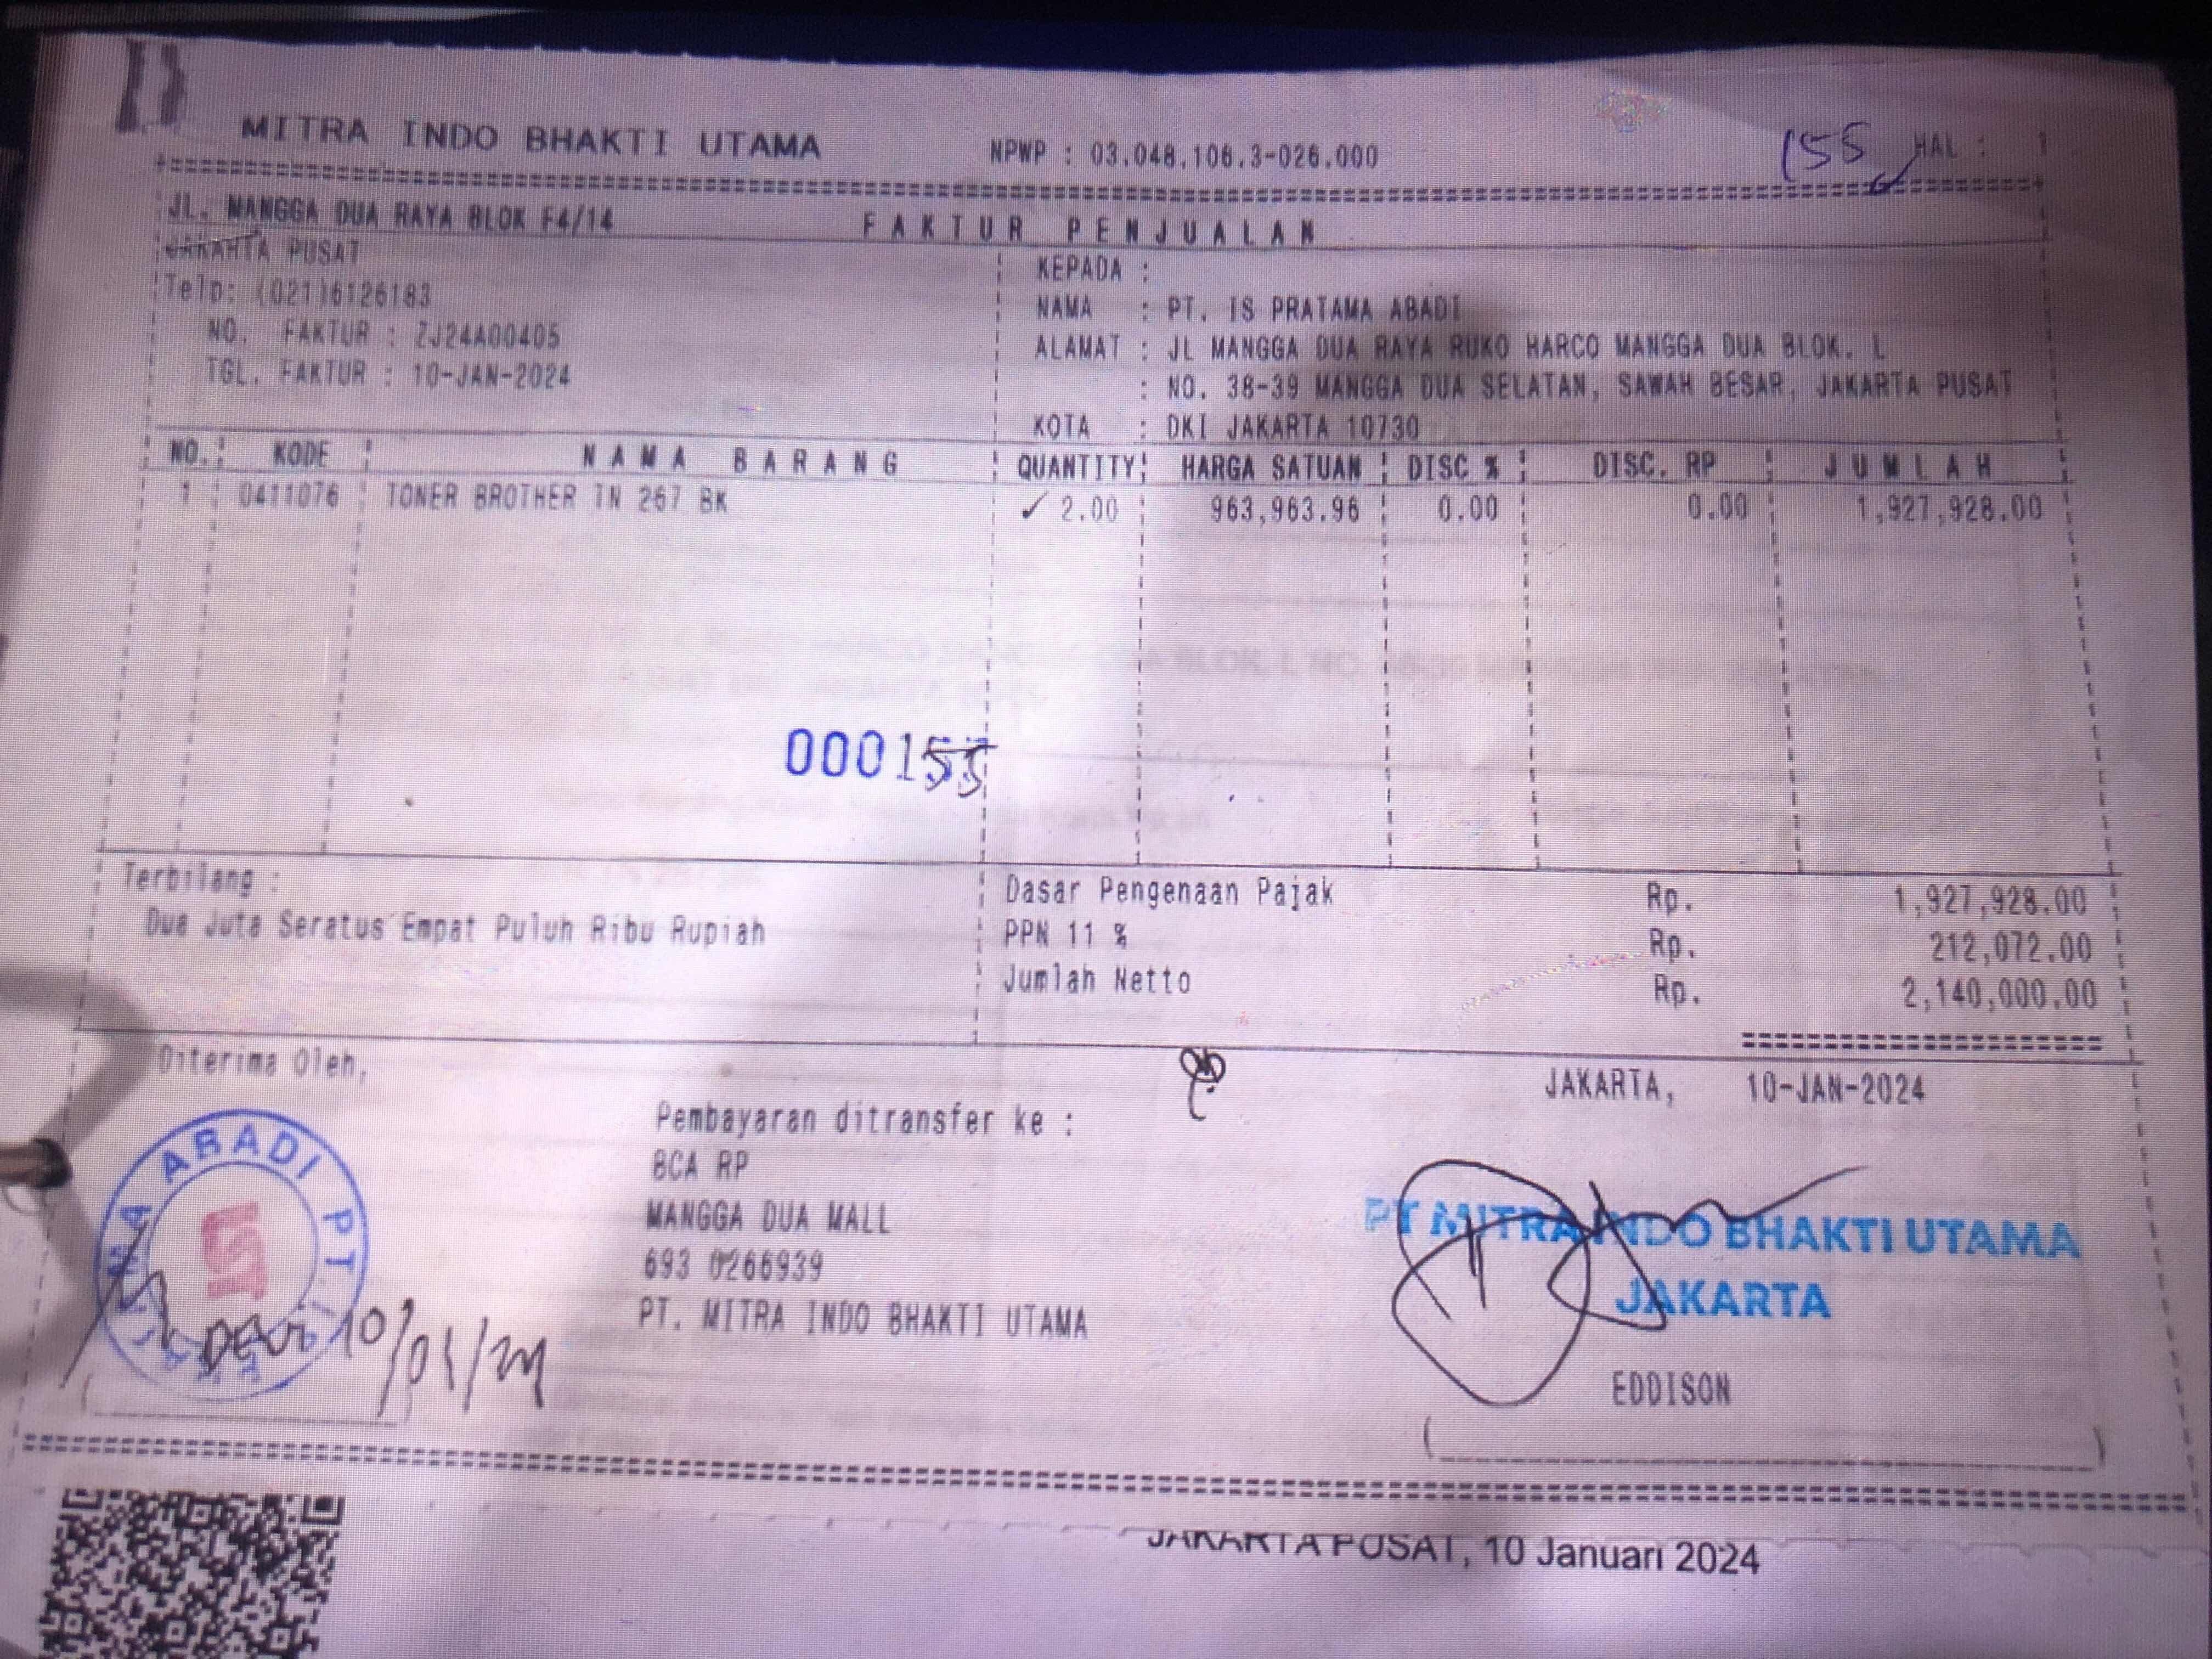 MITRA INDO BHAKTI UTAMA NPWP : 03.048.106.3-026.000 155 HAL : 1
JL. MANGGA DUA RAYA BLOK F4/14 FAKTUR PENJUALAN
JAKARTA PUSAT
Telp: (021)6126183
NO. FAKTUR : ZJ24A00405
TGL. FAKTUR : 10-JAN-2024
KEPADA :
NAMA : PT. IS PRATAMA ABADI
ALAMAT : JL MANGGA DUA RAYA RUKO HARCO MANGGA DUA BLOK. L
: NO. 38-39 MANGGA DUA SELATAN, SAWAH BESAR, JAKARTA PUSAT
KOTA : DKI JAKARTA 10730
NO. KODE NAMA BARANG QUANTITY HARGA SATUAN DISC % DISC. RP JUMLAH
1 0411076 TONER BROTHER TN 267 BK ✓ 2.00 963,963.96 0.00 0.00 1,927,928.00
000155
Terbilang :
Dua Juta Seratus Empat Puluh Ribu Rupiah
Dasar Pengenaan Pajak Rp. 1,927,928.00
PPN 11 % Rp. 212,072.00
Jumlah Netto Rp. 2,140,000.00
Diterima Oleh,
ABADI PT
10/01/24
Pembayaran ditransfer ke :
BCA RP
MANGGA DUA MALL
693 0266939
PT. MITRA INDO BHAKTI UTAMA
JAKARTA, 10-JAN-2024
PT MITRA INDO BHAKTI UTAMA
JAKARTA
EDDISON
JAKARTA PUSAT, 10 Januari 2024